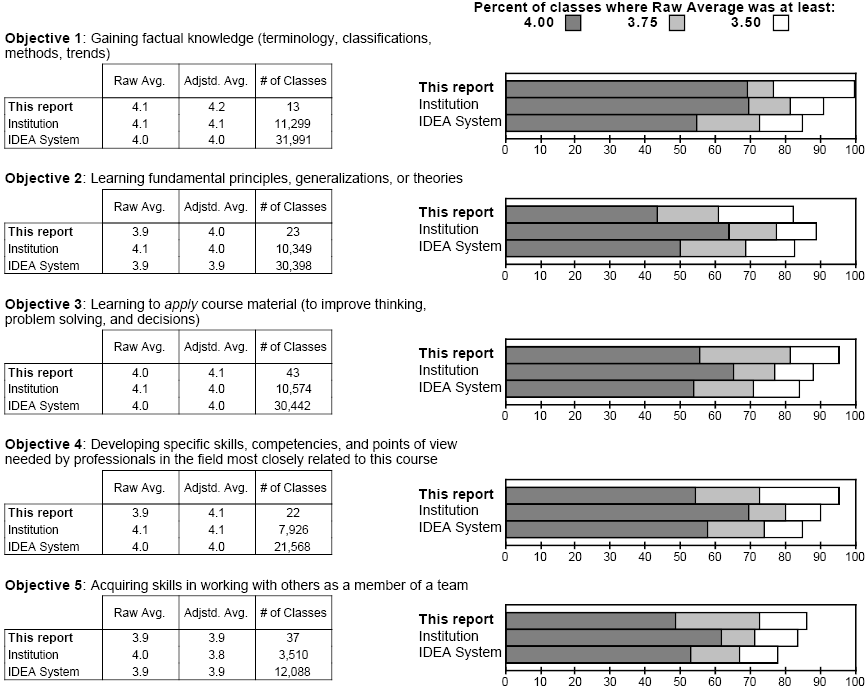 Percent of classes where Raw Average was at least:
4.00 3.75 3.50
Objective 1: Gaining factual knowledge (terminology, classifications,
methods, trends)
Raw Avg. Adjstd. Avg. # of Classes
This report 4.1 4.2 13
Institution 4.1 4.1 11,299
IDEA System 4.0 4.0 31,991
This report
Institution
IDEA System
0 10 20 30 40 50 60 70 80 90 100
Objective 2: Learning fundamental principles, generalizations, or theories
Raw Avg. Adjstd. Avg. # of Classes
This report 3.9 4.0 23
Institution 4.1 4.0 10,349
IDEA System 3.9 3.9 30,398
This report
Institution
IDEA System
0 10 20 30 40 50 60 70 80 90 100
Objective 3: Learning to apply course material (to improve thinking,
problem solving, and decisions)
Raw Avg. Adjstd. Avg. # of Classes
This report 4.0 4.1 43
Institution 4.1 4.0 10,574
IDEA System 4.0 4.0 30,442
This report
Institution
IDEA System
0 10 20 30 40 50 60 70 80 90 100
Objective 4: Developing specific skills, competencies, and points of view
needed by professionals in the field most closely related to this course
Raw Avg. Adjstd. Avg. # of Classes
This report 3.9 4.1 22
Institution 4.1 4.1 7,926
IDEA System 4.0 4.0 21,568
This report
Institution
IDEA System
0 10 20 30 40 50 60 70 80 90 100
Objective 5: Acquiring skills in working with others as a member of a team
Raw Avg. Adjstd. Avg. # of Classes
This report 3.9 3.9 37
Institution 4.0 3.8 3,510
IDEA System 3.9 3.9 12,088
This report
Institution
IDEA System
0 10 20 30 40 50 60 70 80 90 100